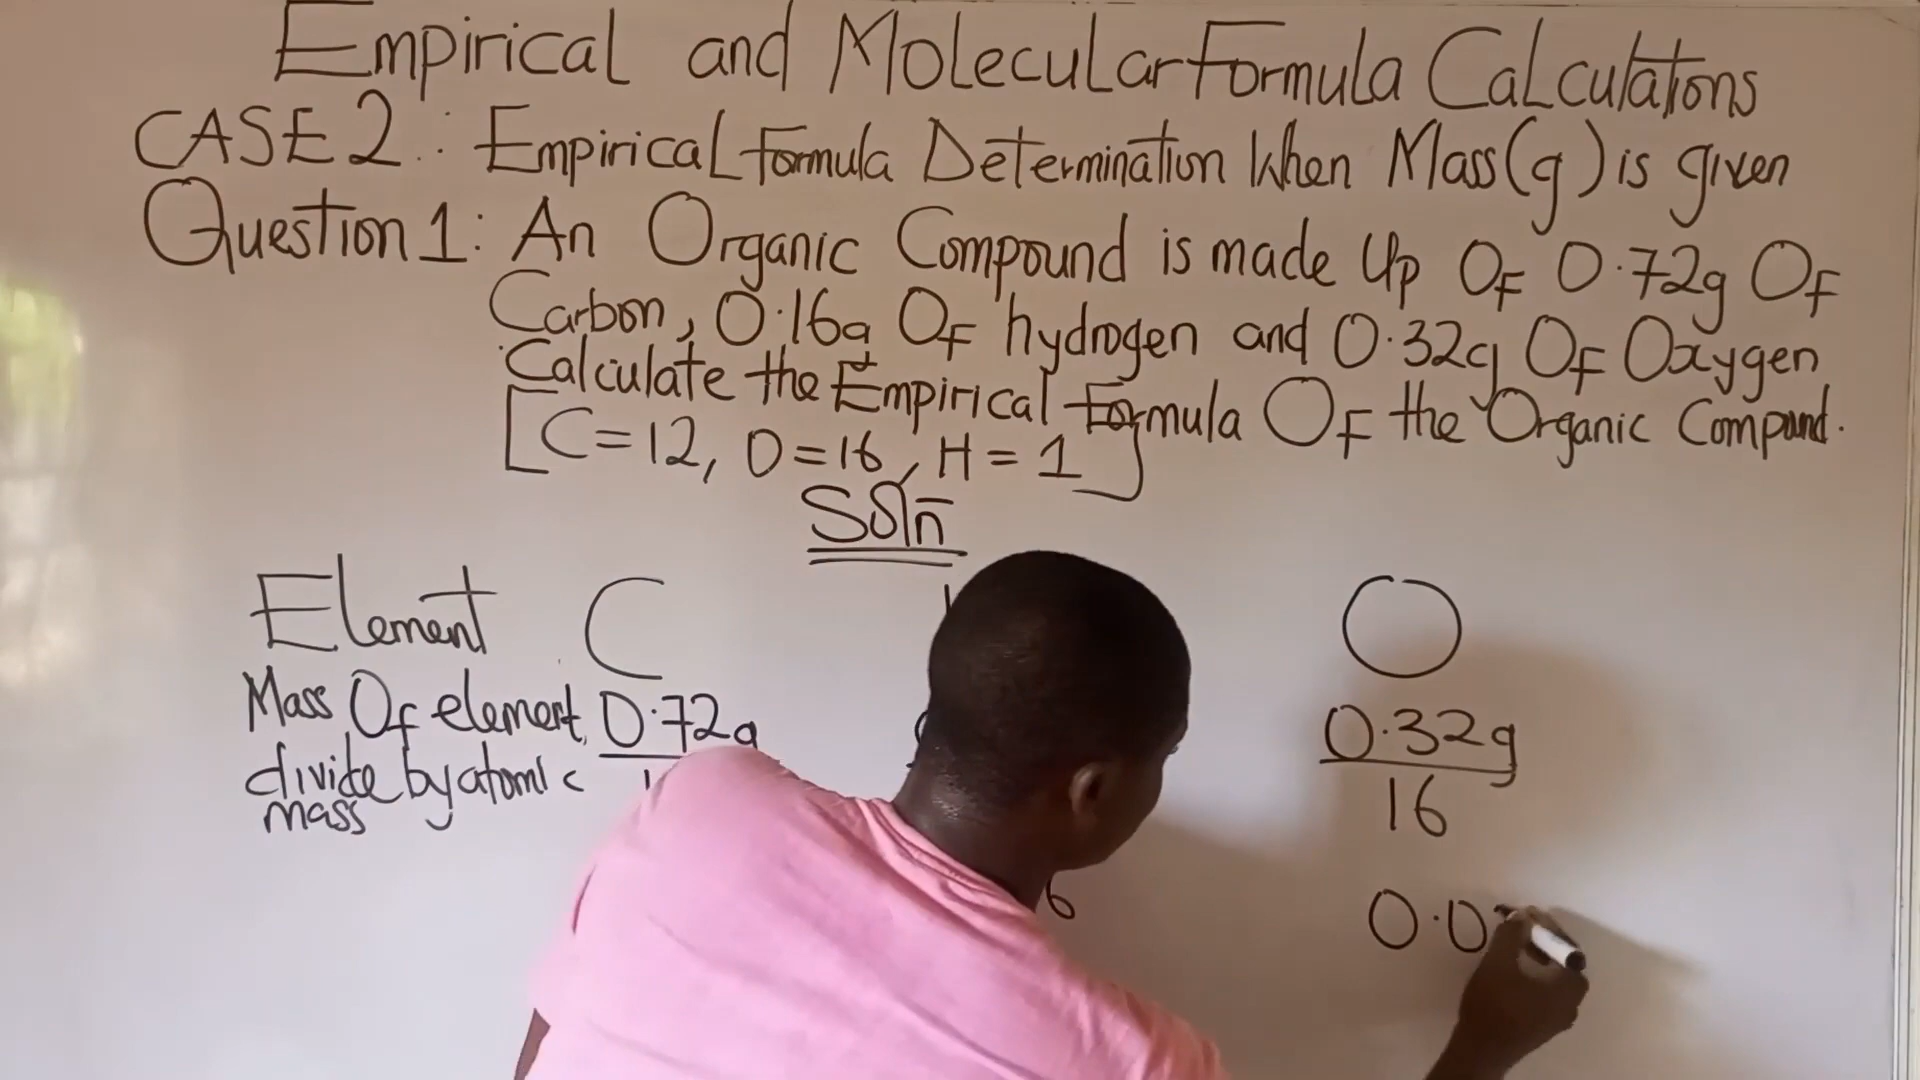 Empirical and Molecular Formula Calculations
CASE 2: Empirical Formula Determination When Mass(g) is given
Question 1: An Organic Compound is made Up Of 0.72g Of
Carbon, 0.16g Of hydrogen and 0.32g Of Oxygen
Calculate the Empirical Formula Of the Organic Compound.
[C=12, O=16, H=1]
Soln
Element C O
Mass Of element 0.72g 0.32g
divide by atomic 16
mass
6 0.0